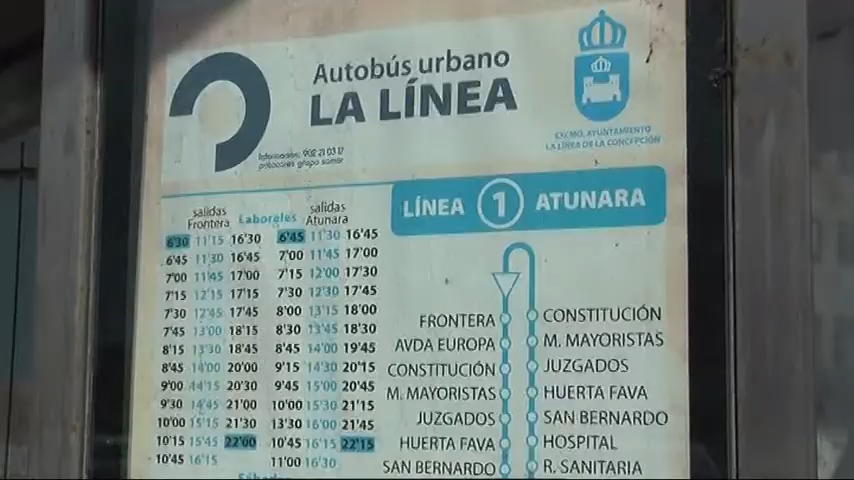 Autobús urbano
LA LÍNEA
Información: 902 21 03 17
EXCMO. AYUNTAMIENTO
LA LÍNEA DE LA CONCEPCIÓN
LÍNEA 1 ATUNARA
salidas Frontera Laborales salidas Atunara
6'30 11'15 16'30 6'45 11'30 16'45
6'45 11'30 16'45 7'00 11'45 17'00
7'00 11'45 17'00 7'15 12'00 17'30
7'15 12'15 17'15 7'30 12'30 17'45
7'30 12'45 17'45 8'00 13'15 18'00
7'45 13'00 18'15 8'30 13'45 18'30
8'15 13'30 18'45 8'45 14'00 19'45
8'45 14'00 20'00 9'15 14'30 20'15
9'00 14'15 20'30 9'45 15'00 20'45
9'30 14'45 21'00 10'00 15'30 21'15
10'00 15'15 21'30 13'30 16'00 21'45
10'15 15'45 22'00 10'45 16'15 22'15
10'45 16'15 11'00 16'30
Sábados
FRONTERA CONSTITUCIÓN
AVDA EUROPA M. MAYORISTAS
CONSTITUCIÓN JUZGADOS
M. MAYORISTAS HUERTA FAVA
JUZGADOS SAN BERNARDO
HUERTA FAVA HOSPITAL
SAN BERNARDO R. SANITARIA